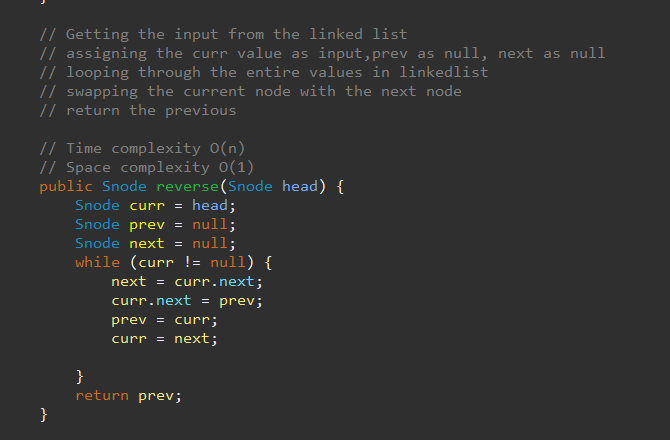 }
// Getting the input from the linked list
// assigning the curr value as input,prev as null, next as null
// looping through the entire values in linkedlist
// swapping the current node with the next node
// return the previous
// Time complexity O(n)
// Space complexity O(1)
public Snode reverse(Snode head) {
Snode curr = head;
Snode prev = null;
Snode next = null;
while (curr != null) {
next = curr.next;
curr.next = prev;
prev = curr;
curr = next;
}
return prev;
}